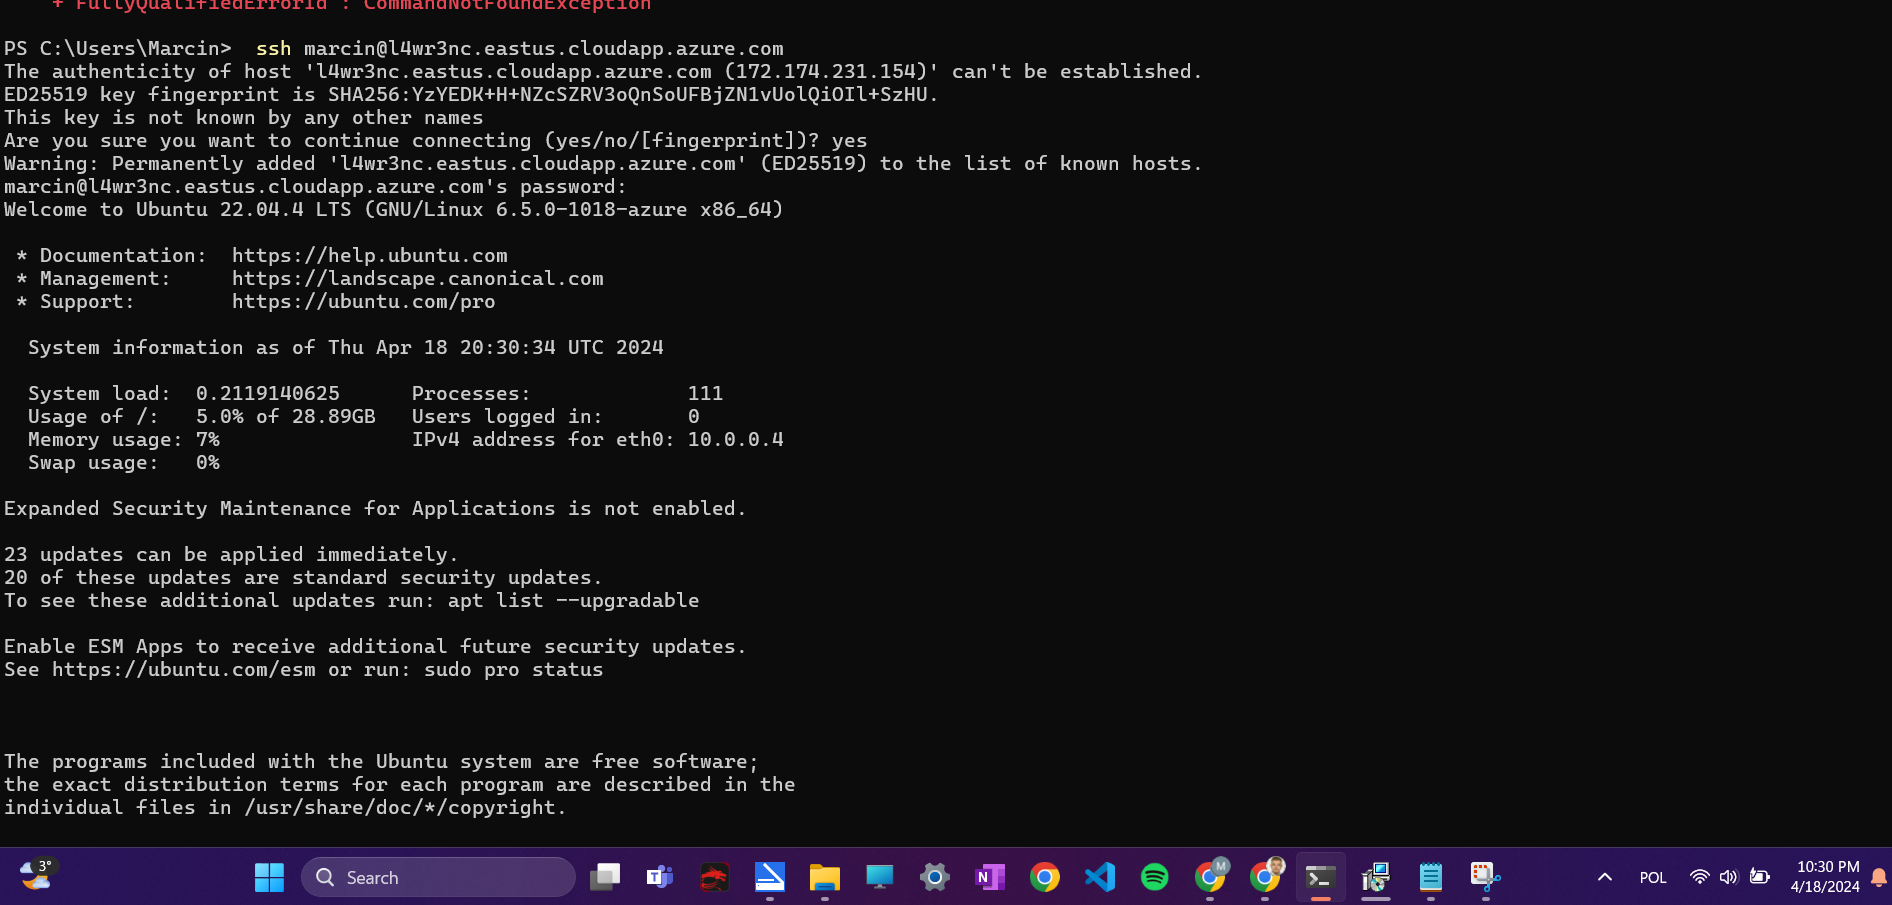 + FullyQualifiedErrorId : CommandNotFoundException
PS C:\Users\Marcin>  ssh marcin@l4wr3nc.eastus.cloudapp.azure.com
The authenticity of host 'l4wr3nc.eastus.cloudapp.azure.com (172.174.231.154)' can't be established.
ED25519 key fingerprint is SHA256:YzYEDK+H+NZcSZRV3oQnSoUFBjZN1vUolQiOIl+SzHU.
This key is not known by any other names
Are you sure you want to continue connecting (yes/no/[fingerprint])? yes
Warning: Permanently added 'l4wr3nc.eastus.cloudapp.azure.com' (ED25519) to the list of known hosts.
marcin@l4wr3nc.eastus.cloudapp.azure.com's password:
Welcome to Ubuntu 22.04.4 LTS (GNU/Linux 6.5.0-1018-azure x86_64)
* Documentation:  https://help.ubuntu.com
* Management:     https://landscape.canonical.com
* Support:        https://ubuntu.com/pro
System information as of Thu Apr 18 20:30:34 UTC 2024
System load:  0.2119140625      Processes:             111
Usage of /:   5.0% of 28.89GB   Users logged in:       0
Memory usage: 7%                IPv4 address for eth0: 10.0.0.4
Swap usage:   0%
Expanded Security Maintenance for Applications is not enabled.
23 updates can be applied immediately.
20 of these updates are standard security updates.
To see these additional updates run: apt list --upgradable
Enable ESM Apps to receive additional future security updates.
See https://ubuntu.com/esm or run: sudo pro status
The programs included with the Ubuntu system are free software;
the exact distribution terms for each program are described in the
individual files in /usr/share/doc/*/copyright.
3°
Search
POL
10:30 PM
4/18/2024